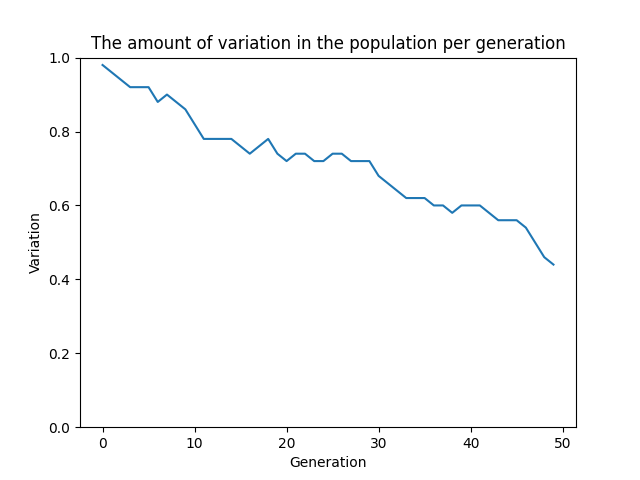 The amount of variation in the population per generation
1.0
0.8
0.6
0.4
0.2
0.0
Variation
0 10 20 30 40 50
Generation